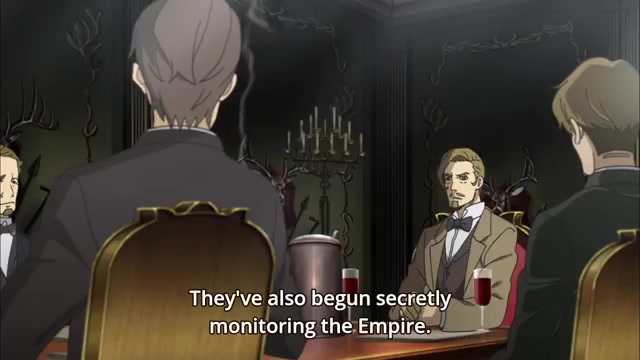 They've also begun secretly
monitoring the Empire.